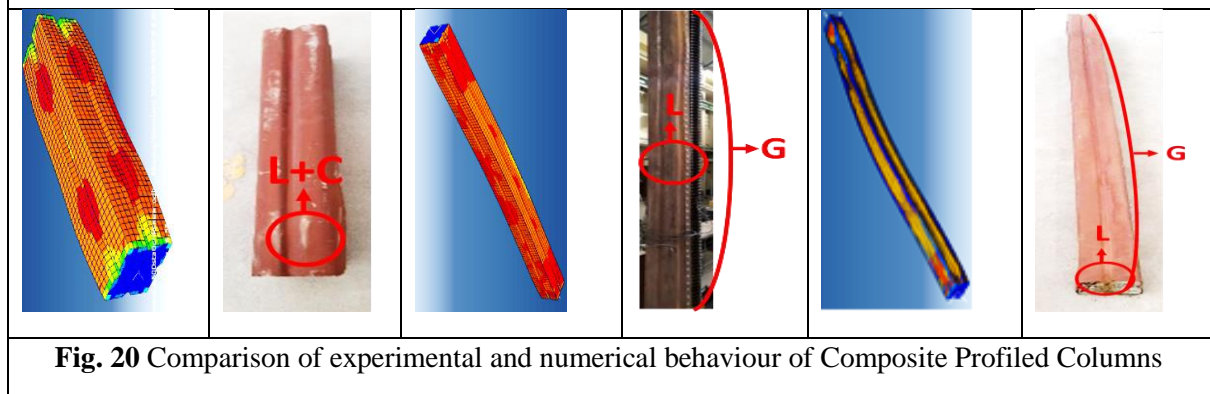 L+C
L
G
L
G
Fig. 20 Comparison of experimental and numerical behaviour of Composite Profiled Columns